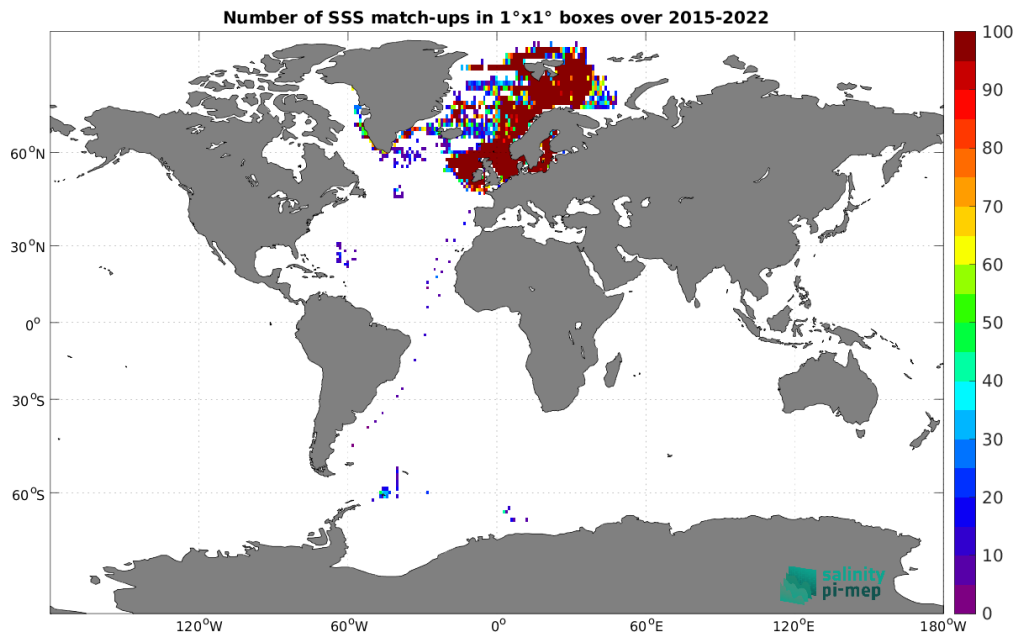 Number of SSS match-ups in 1°x1° boxes over 2015-2022
100
90
80
70
60
50
40
30
20
10
0
60°N
30°N
0°
30°S
60°S
120°W
60°W
0°E
60°E
120°E
180°W
salinity
pi-mep